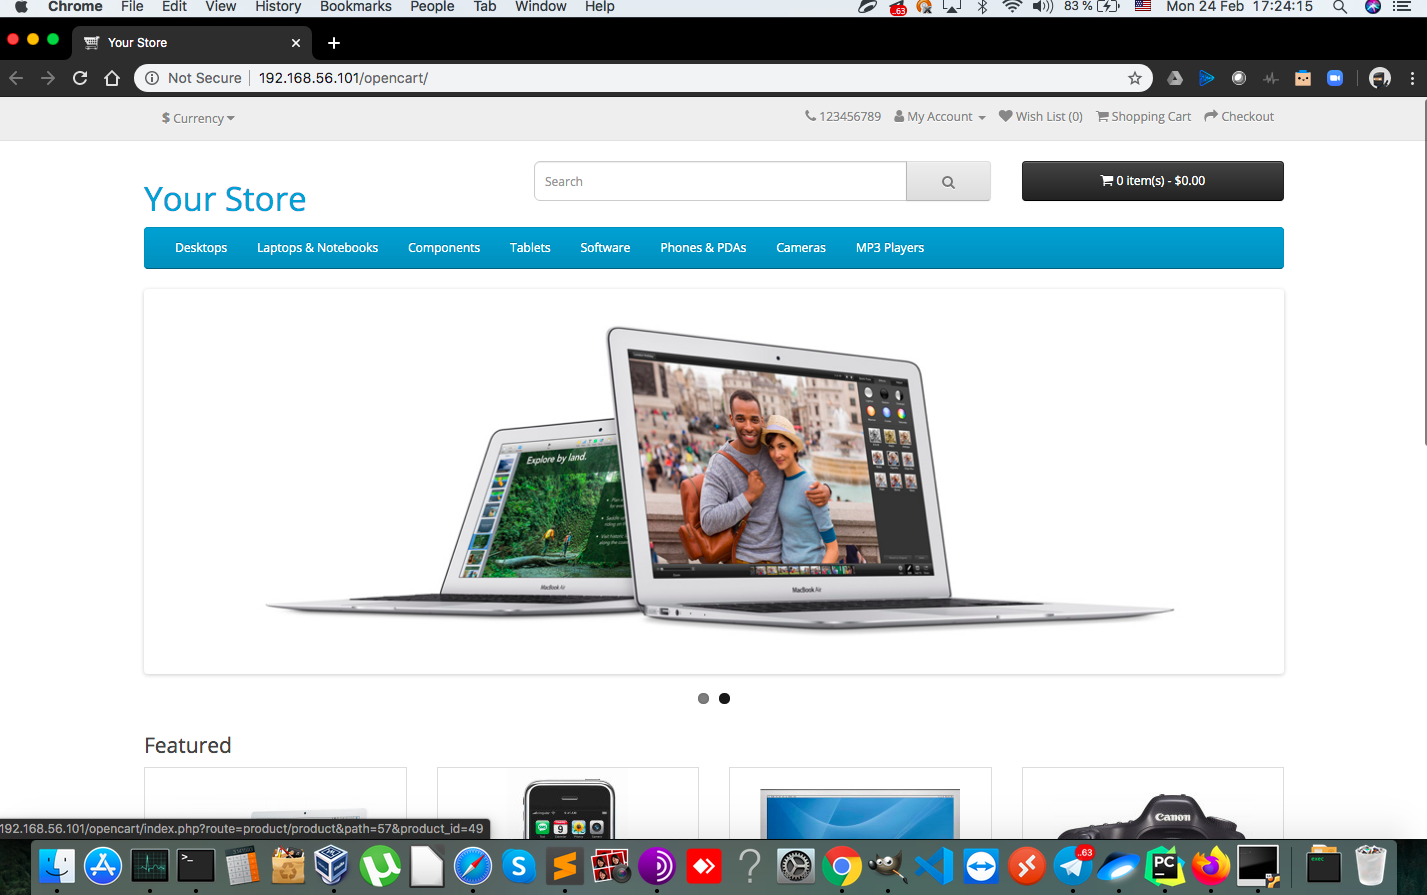 Chrome File Edit View History Bookmarks People Tab Window Help 63 83 % Mon 24 Feb 17:24:15
Your Store
Not Secure 192.168.56.101/opencart/
$ Currency 123456789 My Account Wish List (0) Shopping Cart Checkout
Your Store
Search
0 item(s) - $0.00
Desktops Laptops & Notebooks Components Tablets Software Phones & PDAs Cameras MP3 Players
Explore by land.
MacBook Air
MacBook Air
Featured
9
Canon
192.168.56.101/opencart/index.php?route=product/product&path=57&product_id=49
>_
S
..63
PC
exec